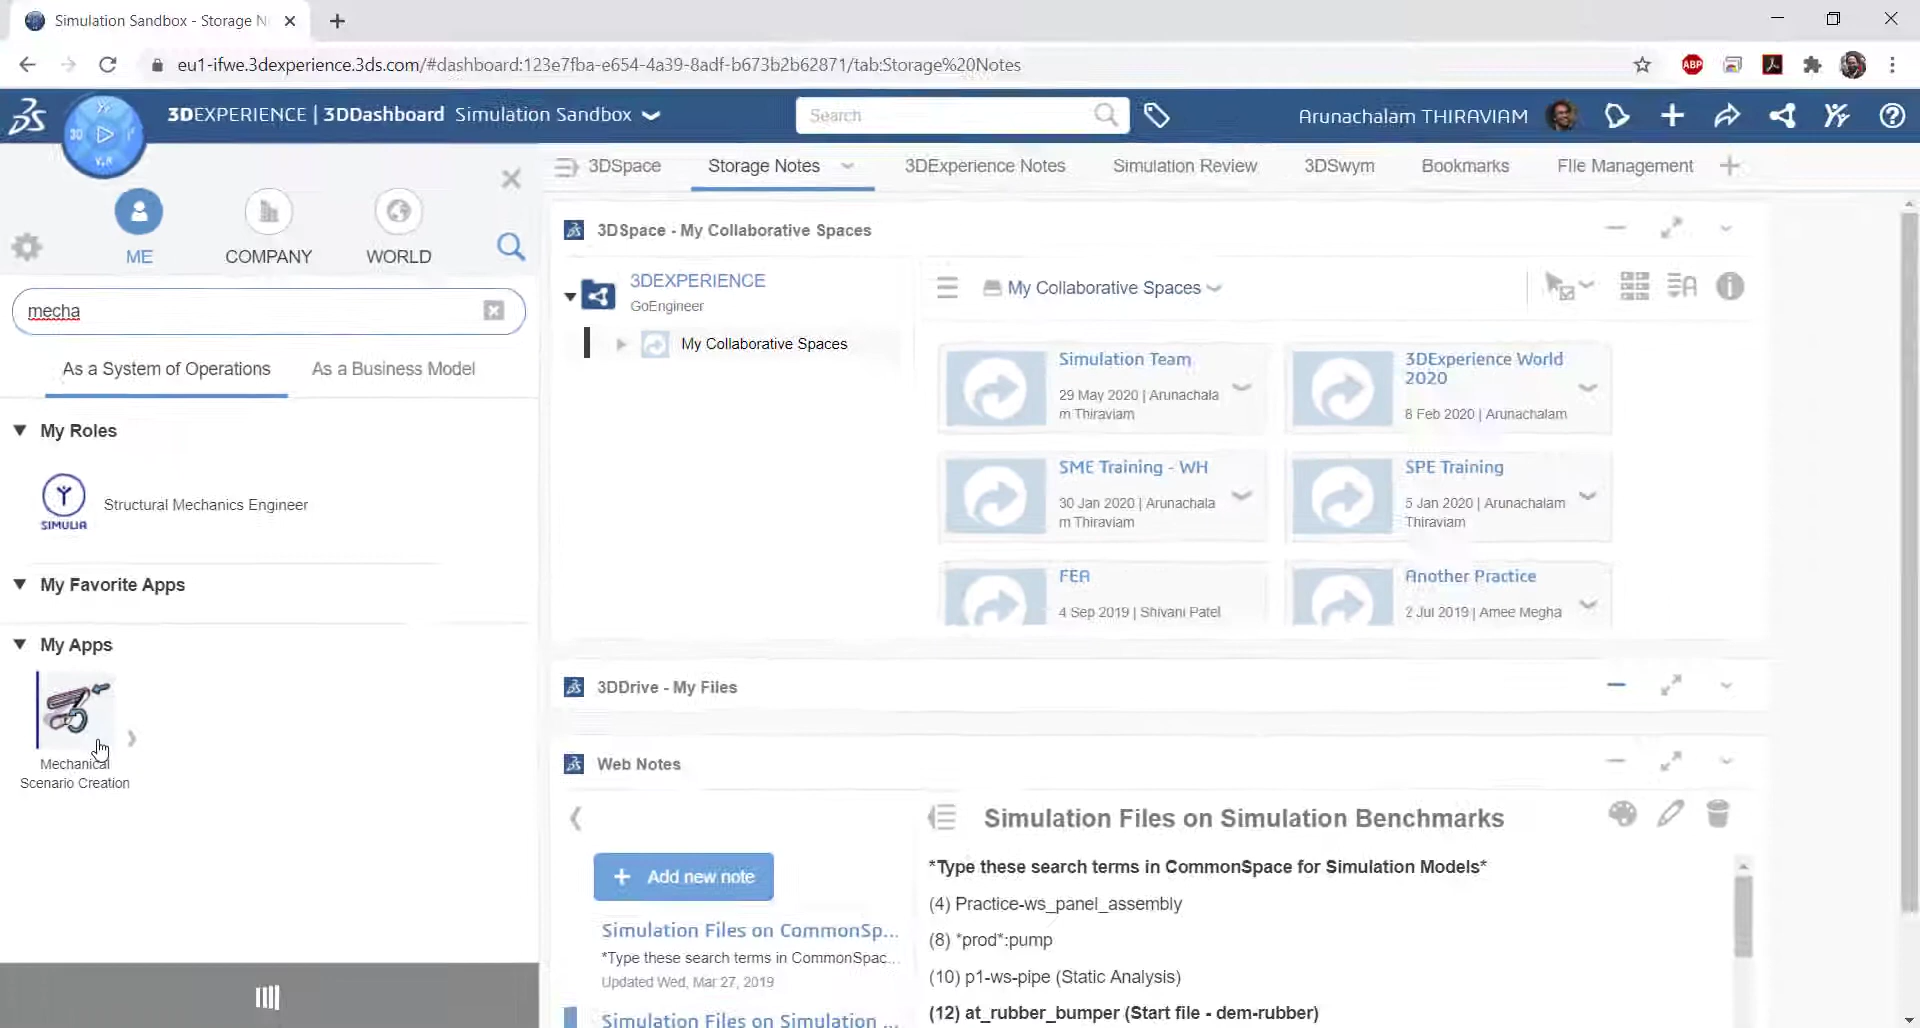 Simulation Sandbox - Storage N
eu1-ifwe.3dexperience.3ds.com/#dashboard:123e7fba-e654-4a39-8adf-b673b2b62871/tab:Storage%20Notes
ABP
3DEXPERIENCE | 3DDashboard Simulation Sandbox
Search
Arunachalam THIRAVIAM
3D
V.R
ME
COMPANY
WORLD
mecha
As a System of Operations
As a Business Model
My Roles
SIMULIA
Structural Mechanics Engineer
My Favorite Apps
My Apps
Mechanical
Scenario Creation
3DSpace
Storage Notes
3DExperience Notes
Simulation Review
3DSwym
Bookmarks
FIle Management
3DSpace - My Collaborative Spaces
3DEXPERIENCE
GoEngineer
My Collaborative Spaces
My Collaborative Spaces
Simulation Team
29 May 2020 | Arunachala
m Thiraviam
3DExperience World
2020
8 Feb 2020 | Arunachalam
SME Training - WH
30 Jan 2020 | Arunachala
m Thiraviam
SPE Training
5 Jan 2020 | Arunachalam
Thiraviam
FEA
4 Sep 2019 | Shivani Patel
Another Practice
2 Jul 2019 | Amee Megha
3DDrive - My Files
Web Notes
Add new note
Simulation Files on CommonSp...
*Type these search terms in CommonSpac...
Updated Wed, Mar 27, 2019
Simulation Files on Simulation ...
Simulation Files on Simulation Benchmarks
*Type these search terms in CommonSpace for Simulation Models*
(4) Practice-ws_panel_assembly
(8) *prod*:pump
(10) p1-ws-pipe (Static Analysis)
(12) at_rubber_bumper (Start file - dem-rubber)